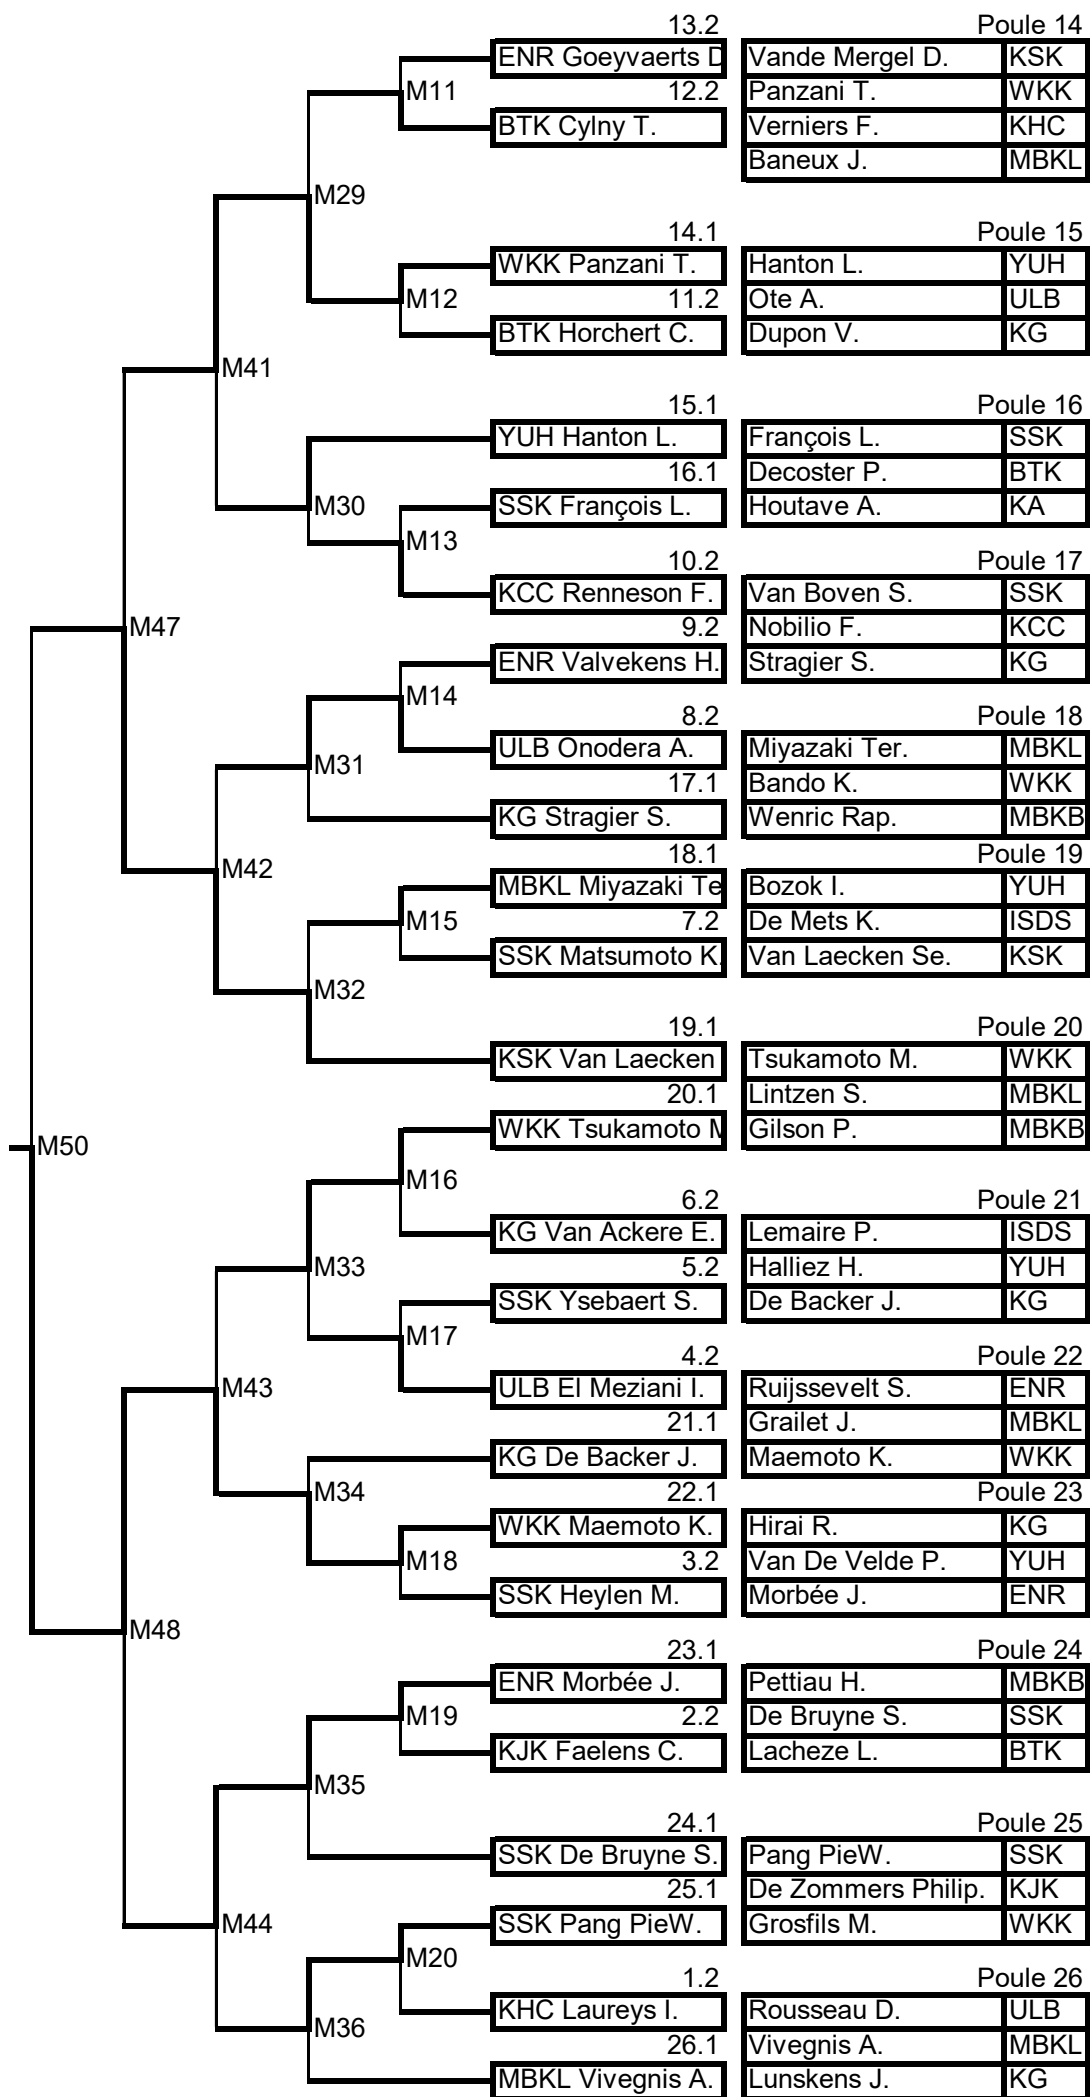 13.2 Poule 14
ENR Goeyvaerts D Vande Mergel D. KSK
M11 12.2 Panzani T. WKK
BTK Cylny T. Verniers F. KHC
Baneux J. MBKL
M29
14.1 Poule 15
WKK Panzani T. Hanton L. YUH
M12 11.2 Ote A. ULB
BTK Horchert C. Dupon V. KG
M41
15.1 Poule 16
YUH Hanton L. François L. SSK
16.1 Decoster P. BTK
M30 SSK François L. Houtave A. KA
M13
10.2 Poule 17
KCC Renneson F. Van Boven S. SSK
M47 9.2 Nobilio F. KCC
ENR Valvekens H. Stragier S. KG
M14
8.2 Poule 18
ULB Onodera A. Miyazaki Ter. MBKL
M31
17.1 Bando K. WKK
KG Stragier S. Wenric Rap. MBKB
18.1 Poule 19
M42
MBKL Miyazaki Te Bozok I. YUH
M15 7.2 De Mets K. ISDS
SSK Matsumoto K. Van Laecken Se. KSK
M32
19.1 Poule 20
KSK Van Laecken Tsukamoto M. WKK
20.1 Lintzen S. MBKL
WKK Tsukamoto M Gilson P. MBKB
M50
M16
6.2 Poule 21
KG Van Ackere E. Lemaire P. ISDS
M33 5.2 Halliez H. YUH
SSK Ysebaert S. De Backer J. KG
M17
4.2 Poule 22
M43 ULB El Meziani I. Ruijssevelt S. ENR
21.1 Grailet J. MBKL
KG De Backer J. Maemoto K. WKK
M34 22.1 Poule 23
WKK Maemoto K. Hirai R. KG
M18 3.2 Van De Velde P. YUH
SSK Heylen M. Morbée J. ENR
M48
23.1 Poule 24
ENR Morbée J. Pettiau H. MBKB
M19 2.2 De Bruyne S. SSK
KJK Faelens C. Lacheze L. BTK
M35
24.1 Poule 25
SSK De Bruyne S. Pang PieW. SSK
25.1 De Zommers Philip. KJK
M44 SSK Pang PieW. Grosfils M. WKK
M20
1.2 Poule 26
KHC Laureys I. Rousseau D. ULB
M36 26.1 Vivegnis A. MBKL
MBKL Vivegnis A. Lunskens J. KG